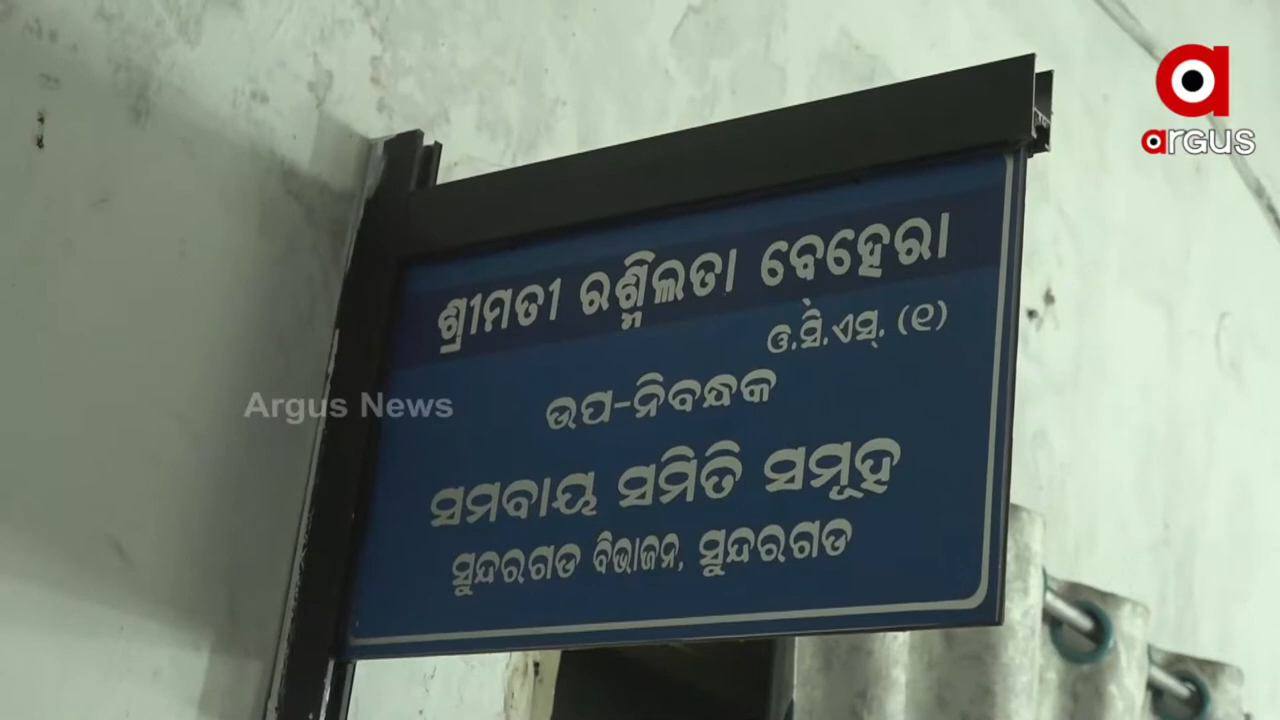 argus
ଶ୍ରୀମତୀ ରଶ୍ମିଲତା ବେହେରା
ଓ.ସି.ଏସ୍. (୧)
ଉପ-ନିବନ୍ଧକ
Argus News
ସମବାୟ ସମିତି ସମୂହ
ସୁନ୍ଦରଗଡ ବିଭାଜନ, ସୁନ୍ଦରଗଡ